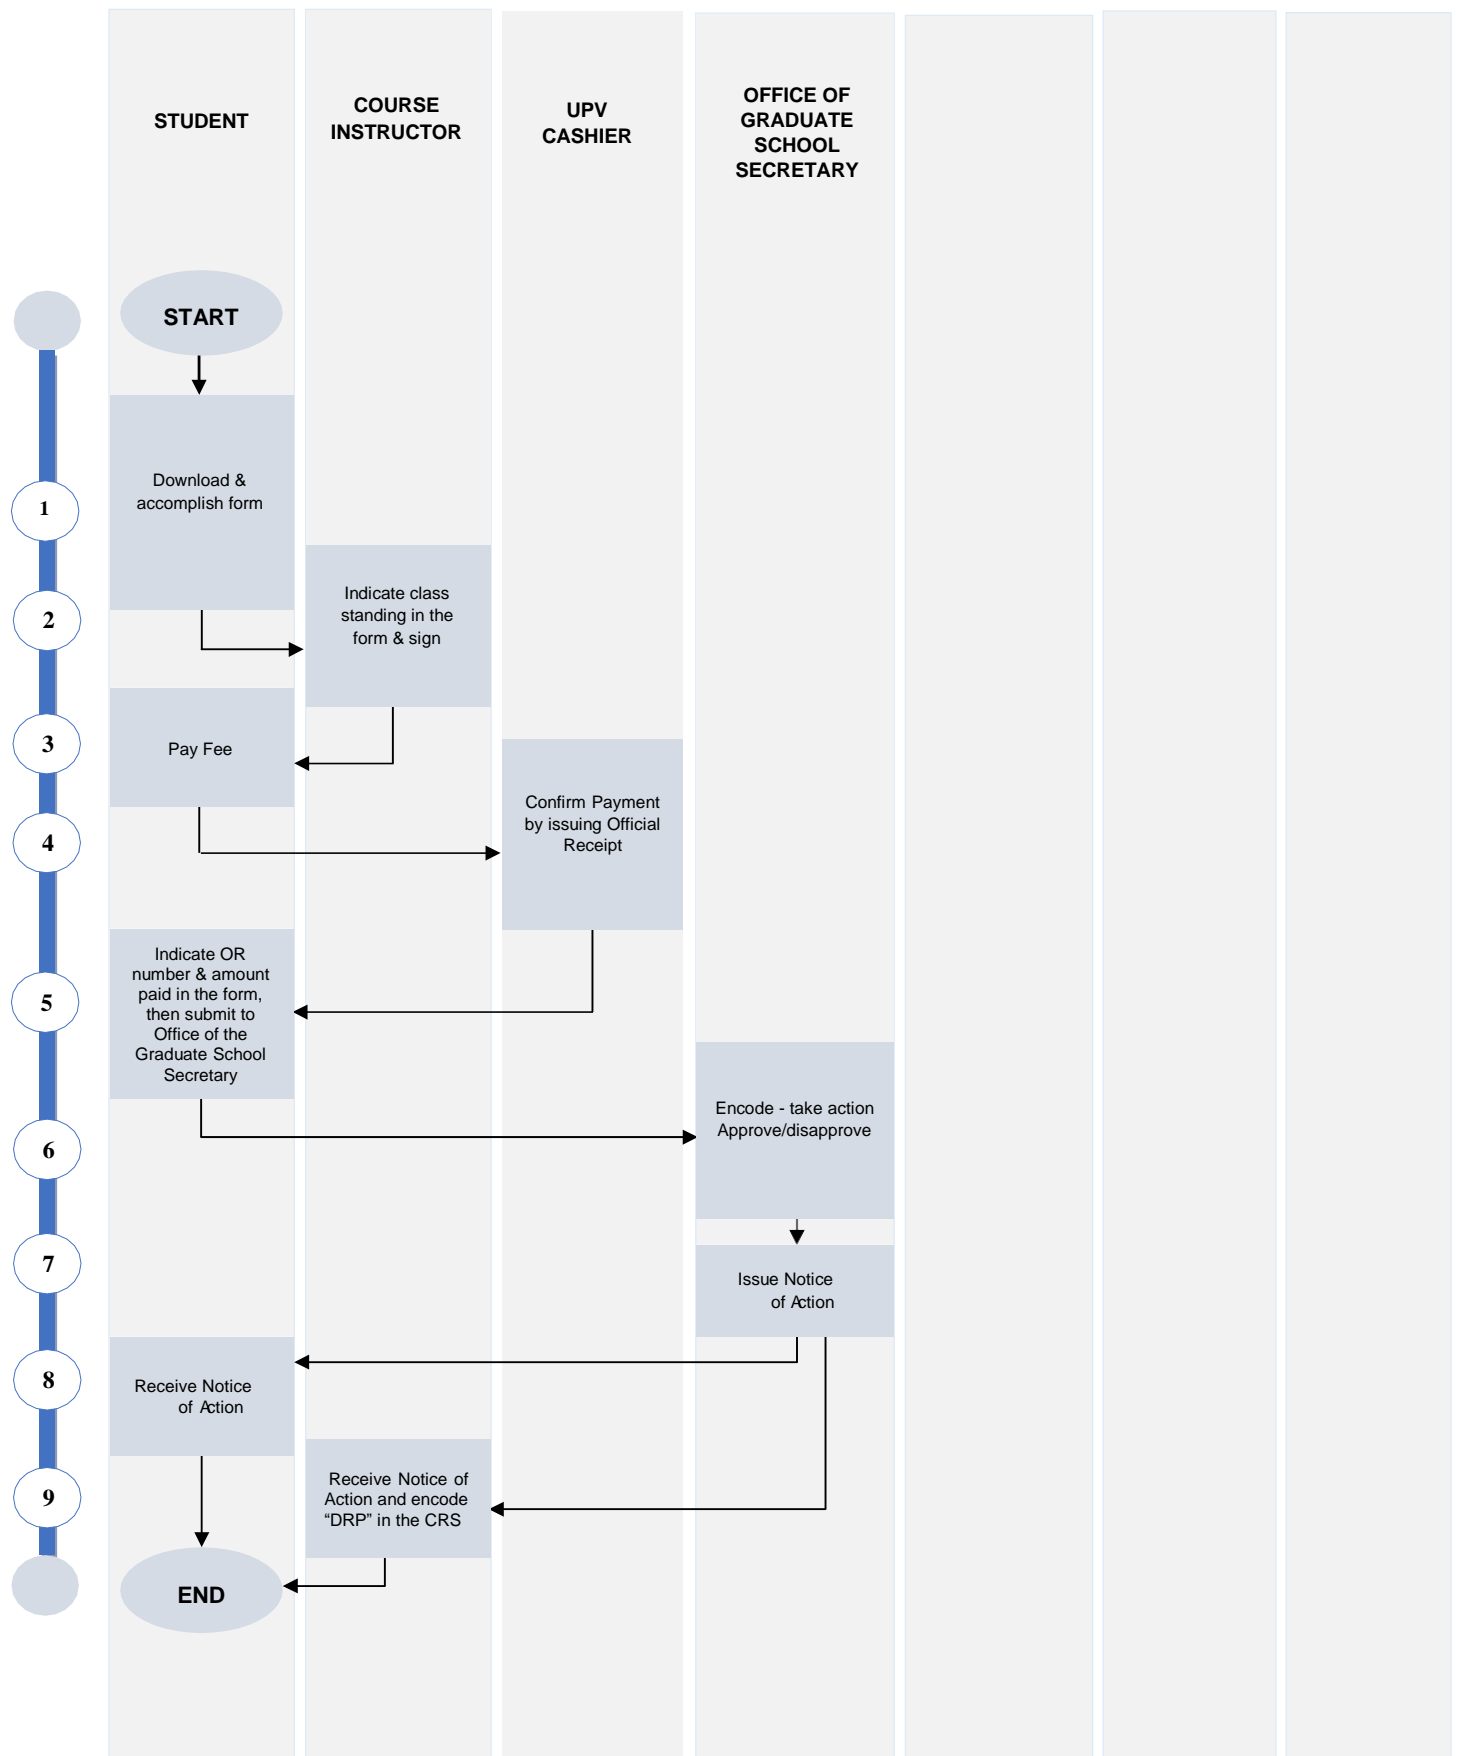 STUDENT
COURSE
INSTRUCTOR
UPV
CASHIER
OFFICE OF
GRADUATE
SCHOOL
SECRETARY
START
1
Download &
accomplish form
2
Indicate class
standing in the
form & sign
3
Pay Fee
4
Confirm Payment
by issuing Official
Receipt
5
Indicate OR
number & amount
paid in the form,
then submit to
Office of the
Graduate School
Secretary
6
Encode - take action
Approve/disapprove
7
Issue Notice
of Action
8
Receive Notice
of Action
9
Receive Notice of
Action and encode
“DRP” in the CRS
END